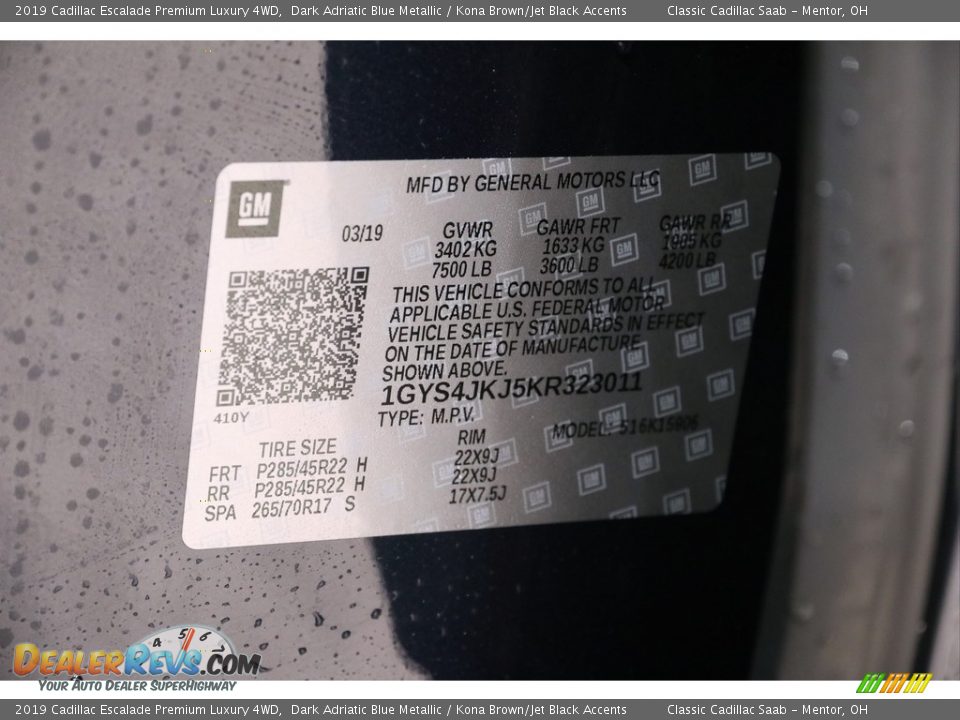 2019 Cadillac Escalade Premium Luxury 4WD, Dark Adriatic Blue Metallic / Kona Brown/Jet Black Accents Classic Cadillac Saab – Mentor, OH
MFD BY GENERAL MOTORS LLC
GM
03/19 GVWR GAWR FRT GAWR RR
3402 KG 1633 KG 1985 KG
7500 LB 3600 LB 4200 LB
THIS VEHICLE CONFORMS TO ALL
APPLICABLE U.S. FEDERAL MOTOR
VEHICLE SAFETY STANDARDS IN EFFECT
ON THE DATE OF MANUFACTURE
SHOWN ABOVE.
1GYS4JKJ5KR323011
410Y
TYPE: M.P.V. MODEL:
TIRE SIZE RIM
FRT P285/45R22 H 22X9J
RR P285/45R22 H 22X9J
SPA 265/70R17 S 17X7.5J
4 5 6
DEALERREVS.COM
YOUR AUTO DEALER SUPERHIGHWAY
2019 Cadillac Escalade Premium Luxury 4WD, Dark Adriatic Blue Metallic / Kona Brown/Jet Black Accents Classic Cadillac Saab – Mentor, OH